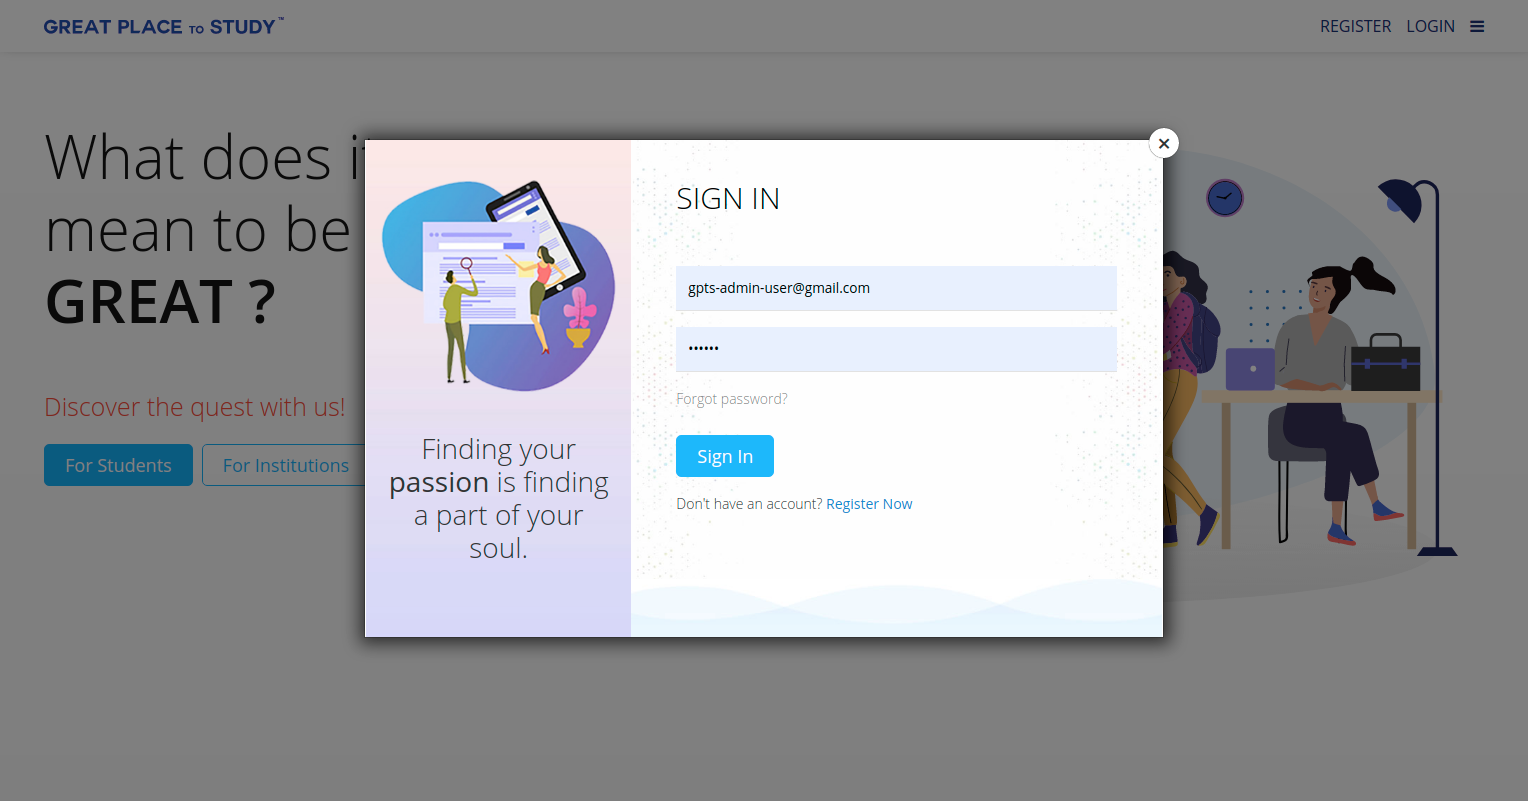 GREAT PLACE TO STUDY™
REGISTER LOGIN
What does i
mean to be
GREAT ?
Discover the quest with us!
For Students For Institutions
SIGN IN
gpts-admin-user@gmail.com
••••••
Forgot password?
Sign In
Don't have an account? Register Now
Finding your
passion is finding
a part of your
soul.